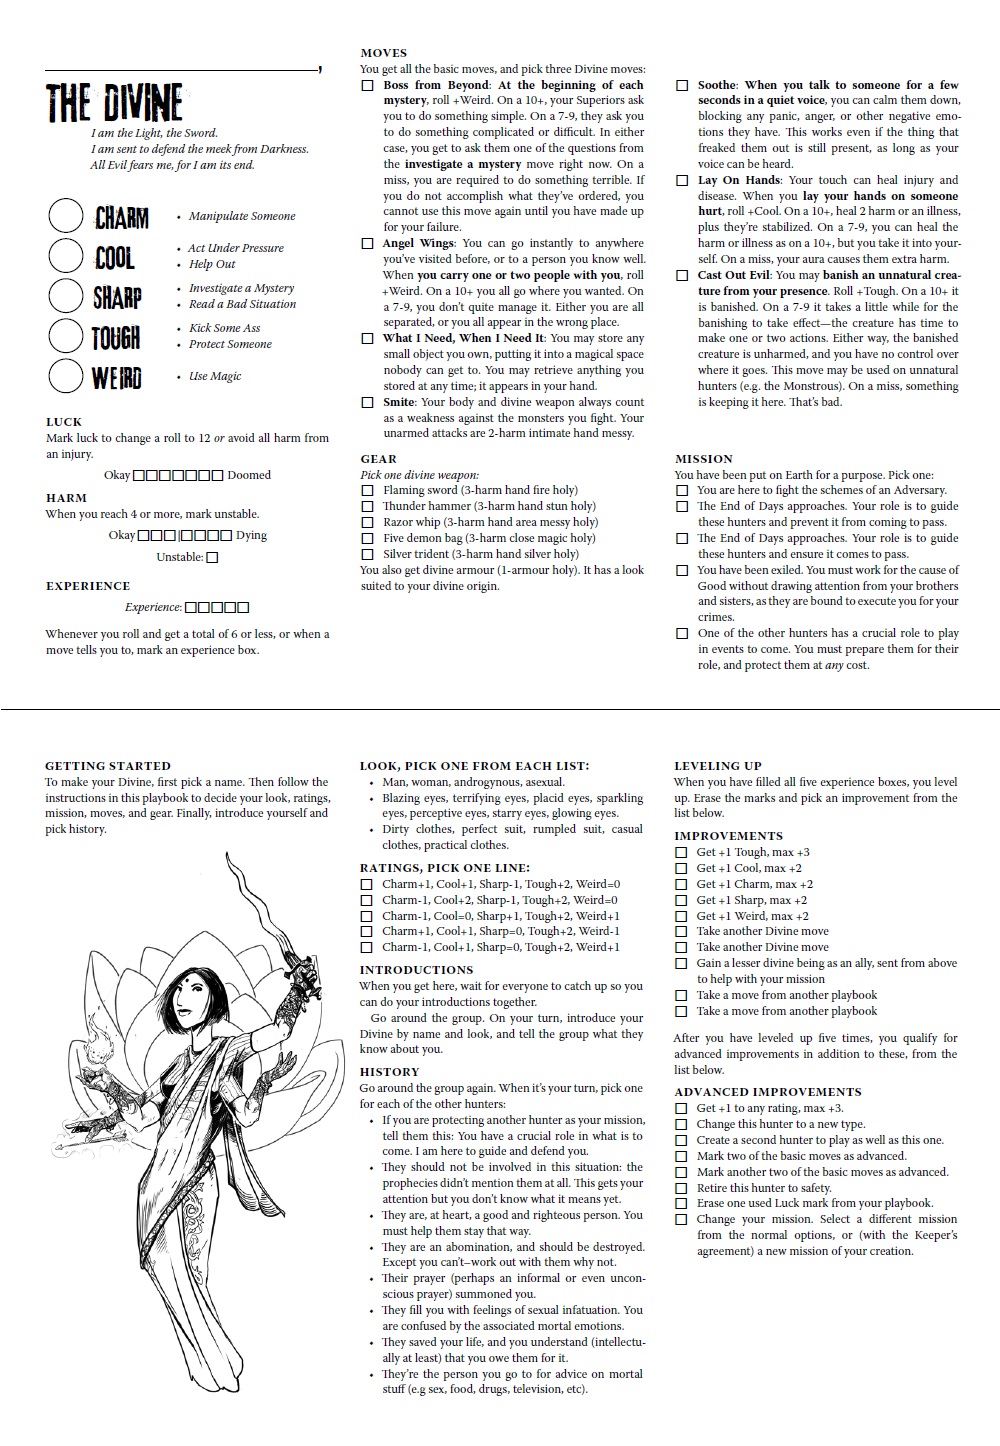 ,
THE DIVINE
I am the Light, the Sword.
I am sent to defend the meek from Darkness.
All Evil fears me, for I am its end.
CHARM
• Manipulate Someone
COOL
• Act Under Pressure
• Help Out
SHARP
• Investigate a Mystery
• Read a Bad Situation
TOUGH
• Kick Some Ass
• Protect Someone
WEIRD
• Use Magic
LUCK
Mark luck to change a roll to 12 or avoid all harm from
an injury.
Okay □□□□□□□ Doomed
HARM
When you reach 4 or more, mark unstable.
Okay □□□|□□□□ Dying
Unstable: □
EXPERIENCE
Experience: □□□□□
Whenever you roll and get a total of 6 or less, or when a
move tells you to, mark an experience box.
MOVES
You get all the basic moves, and pick three Divine moves:
□ Boss from Beyond: At the beginning of each
mystery, roll +Weird. On a 10+, your Superiors ask
you to do something simple. On a 7-9, they ask you
to do something complicated or difficult. In either
case, you get to ask them one of the questions from
the investigate a mystery move right now. On a
miss, you are required to do something terrible. If
you do not accomplish what they've ordered, you
cannot use this move again until you have made up
for your failure.
□ Angel Wings: You can go instantly to anywhere
you've visited before, or to a person you know well.
When you carry one or two people with you, roll
+Weird. On a 10+ you all go where you wanted. On
a 7-9, you don't quite manage it. Either you are all
separated, or you all appear in the wrong place.
□ What I Need, When I Need It: You may store any
small object you own, putting it into a magical space
nobody can get to. You may retrieve anything you
stored at any time; it appears in your hand.
□ Smite: Your body and divine weapon always count
as a weakness against the monsters you fight. Your
unarmed attacks are 2-harm intimate hand messy.
□ Soothe: When you talk to someone for a few
seconds in a quiet voice, you can calm them down,
blocking any panic, anger, or other negative emo-
tions they have. This works even if the thing that
freaked them out is still present, as long as your
voice can be heard.
□ Lay On Hands: Your touch can heal injury and
disease. When you lay your hands on someone
hurt, roll +Cool. On a 10+, heal 2 harm or an illness,
plus they're stabilized. On a 7-9, you can heal the
harm or illness as on a 10+, but you take it into your-
self. On a miss, your aura causes them extra harm.
□ Cast Out Evil: You may banish an unnatural crea-
ture from your presence. Roll +Tough. On a 10+ it
is banished. On a 7-9 it takes a little while for the
banishing to take effect—the creature has time to
make one or two actions. Either way, the banished
creature is unharmed, and you have no control over
where it goes. This move may be used on unnatural
hunters (e.g. the Monstrous). On a miss, something
is keeping it here. That's bad.
GEAR
Pick one divine weapon:
□ Flaming sword (3-harm hand fire holy)
□ Thunder hammer (3-harm hand stun holy)
□ Razor whip (3-harm hand area messy holy)
□ Five demon bag (3-harm close magic holy)
□ Silver trident (3-harm hand silver holy)
You also get divine armour (1-armour holy). It has a look
suited to your divine origin.
MISSION
You have been put on Earth for a purpose. Pick one:
□ You are here to fight the schemes of an Adversary.
□ The End of Days approaches. Your role is to guide
these hunters and prevent it from coming to pass.
□ The End of Days approaches. Your role is to guide
these hunters and ensure it comes to pass.
□ You have been exiled. You must work for the cause of
Good without drawing attention from your brothers
and sisters, as they are bound to execute you for your
crimes.
□ One of the other hunters has a crucial role to play
in events to come. You must prepare them for their
role, and protect them at any cost.
GETTING STARTED
To make your Divine, first pick a name. Then follow the
instructions in this playbook to decide your look, ratings,
mission, moves, and gear. Finally, introduce yourself and
pick history.
LOOK, PICK ONE FROM EACH LIST:
• Man, woman, androgynous, asexual.
• Blazing eyes, terrifying eyes, placid eyes, sparkling
eyes, perceptive eyes, starry eyes, glowing eyes.
• Dirty clothes, perfect suit, rumpled suit, casual
clothes, practical clothes.
RATINGS, PICK ONE LINE:
□ Charm+1, Cool+1, Sharp-1, Tough+2, Weird=0
□ Charm-1, Cool+2, Sharp-1, Tough+2, Weird=0
□ Charm-1, Cool=0, Sharp+1, Tough+2, Weird+1
□ Charm+1, Cool+1, Sharp=0, Tough+2, Weird-1
□ Charm-1, Cool+1, Sharp=0, Tough+2, Weird+1
INTRODUCTIONS
When you get here, wait for everyone to catch up so you
can do your introductions together.
Go around the group. On your turn, introduce your
Divine by name and look, and tell the group what they
know about you.
HISTORY
Go around the group again. When it's your turn, pick one
for each of the other hunters:
• If you are protecting another hunter as your mission,
tell them this: You have a crucial role in what is to
come. I am here to guide and defend you.
• They should not be involved in this situation: the
prophecies didn't mention them at all. This gets your
attention but you don't know what it means yet.
• They are, at heart, a good and righteous person. You
must help them stay that way.
• They are an abomination, and should be destroyed.
Except you can't–work out with them why not.
• Their prayer (perhaps an informal or even uncon-
scious prayer) summoned you.
• They fill you with feelings of sexual infatuation. You
are confused by the associated mortal emotions.
• They saved your life, and you understand (intellectu-
ally at least) that you owe them for it.
• They're the person you go to for advice on mortal
stuff (e.g sex, food, drugs, television, etc).
LEVELING UP
When you have filled all five experience boxes, you level
up. Erase the marks and pick an improvement from the
list below.
IMPROVEMENTS
□ Get +1 Tough, max +3
□ Get +1 Cool, max +2
□ Get +1 Charm, max +2
□ Get +1 Sharp, max +2
□ Get +1 Weird, max +2
□ Take another Divine move
□ Take another Divine move
□ Gain a lesser divine being as an ally, sent from above
to help with your mission
□ Take a move from another playbook
□ Take a move from another playbook
After you have leveled up five times, you qualify for
advanced improvements in addition to these, from the
list below.
ADVANCED IMPROVEMENTS
□ Get +1 to any rating, max +3.
□ Change this hunter to a new type.
□ Create a second hunter to play as well as this one.
□ Mark two of the basic moves as advanced.
□ Mark another two of the basic moves as advanced.
□ Retire this hunter to safety.
□ Erase one used Luck mark from your playbook.
□ Change your mission. Select a different mission
from the normal options, or (with the Keeper's
agreement) a new mission of your creation.